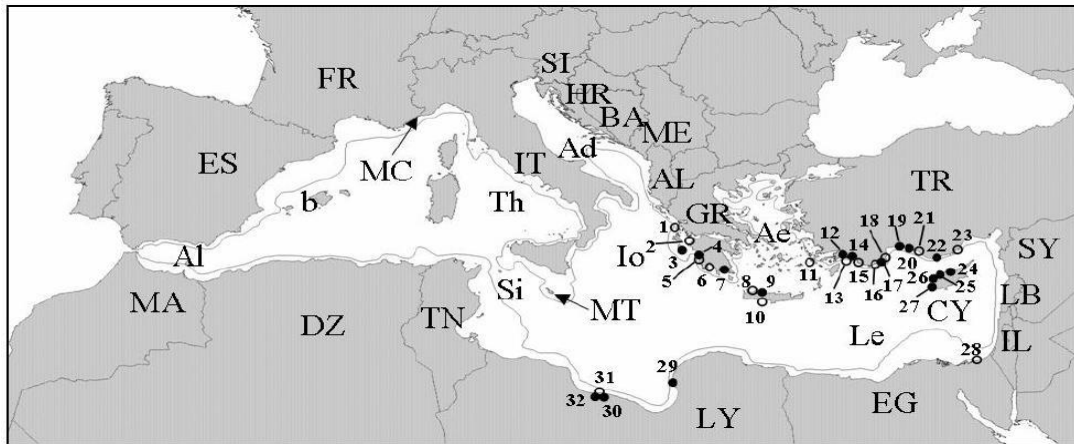 SI
FR
HR
BA
ME
MC
Ad
IT
ES
AL
TR
b
Th
GR
Ae
SY
Al
Io²
Si
MT
MA
DZ
TN
Le
CY
LB
IL
LY
EG
1
2
3
4
5
6
7
8
9
10
11
12
13
14
15
16
17
18
19
20
21
22
23
24
25
26
27
28
29
30
31
32